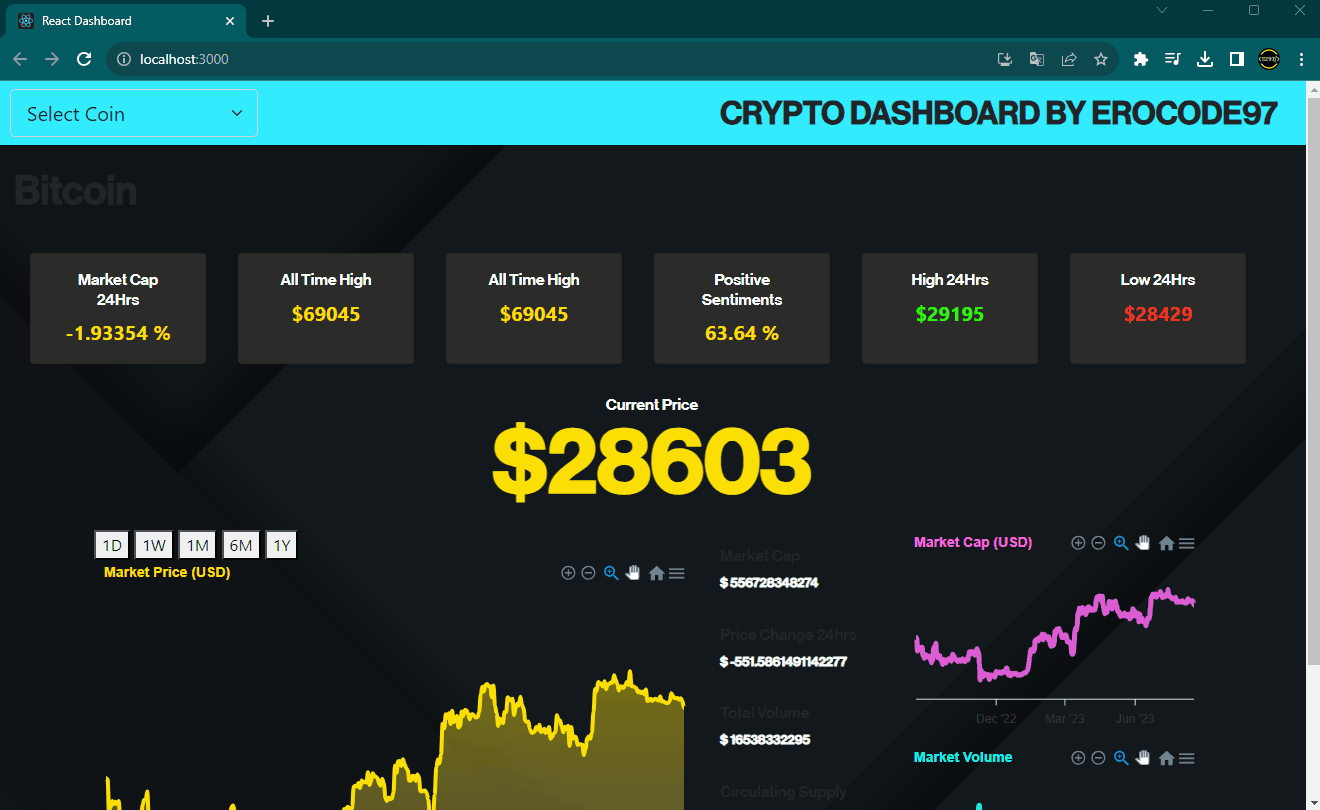 React Dashboard
localhost:3000
Select Coin
CRYPTO DASHBOARD BY EROCODE97
Bitcoin
Market Cap
24Hrs
-1.93354 %
All Time High
$69045
All Time High
$69045
Positive
Sentiments
63.64 %
High 24Hrs
$29195
Low 24Hrs
$28429
Current Price
$28603
1D
1W
1M
6M
1Y
Market Price (USD)
Market Cap
$ 556728348274
Price Change 24hrs
$ -551.5861491142277
Total Volume
$ 16538332295
Circulating Supply
Market Cap (USD)
Dec '22
Mar '23
Jun '23
Market Volume